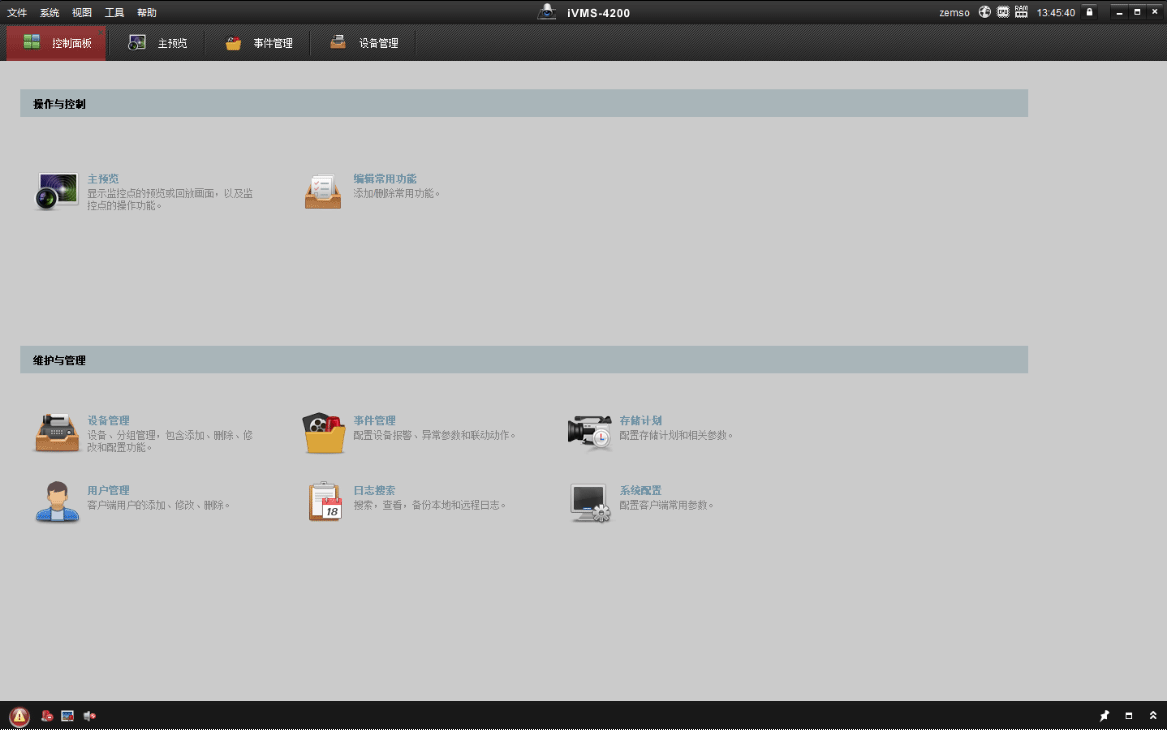 文件 系统 视图 工具 帮助 iVMS-4200 zemso CPU RAM 13:45:40
控制面板 主预览 事件管理 设备管理
操作与控制
主预览
显示监控点的预览或回放画面，以及监
控点的操作功能。
编辑常用功能
添加/删除常用功能。
维护与管理
设备管理
设备、分组管理，包含添加、删除、修
改和配置功能。
事件管理
配置设备报警、异常参数和联动动作。
存储计划
配置存储计划和相关参数。
用户管理
客户端用户的添加、修改、删除。
日志搜索
搜索，查看，备份本地和远程日志。
18
系统配置
配置客户端常用参数。